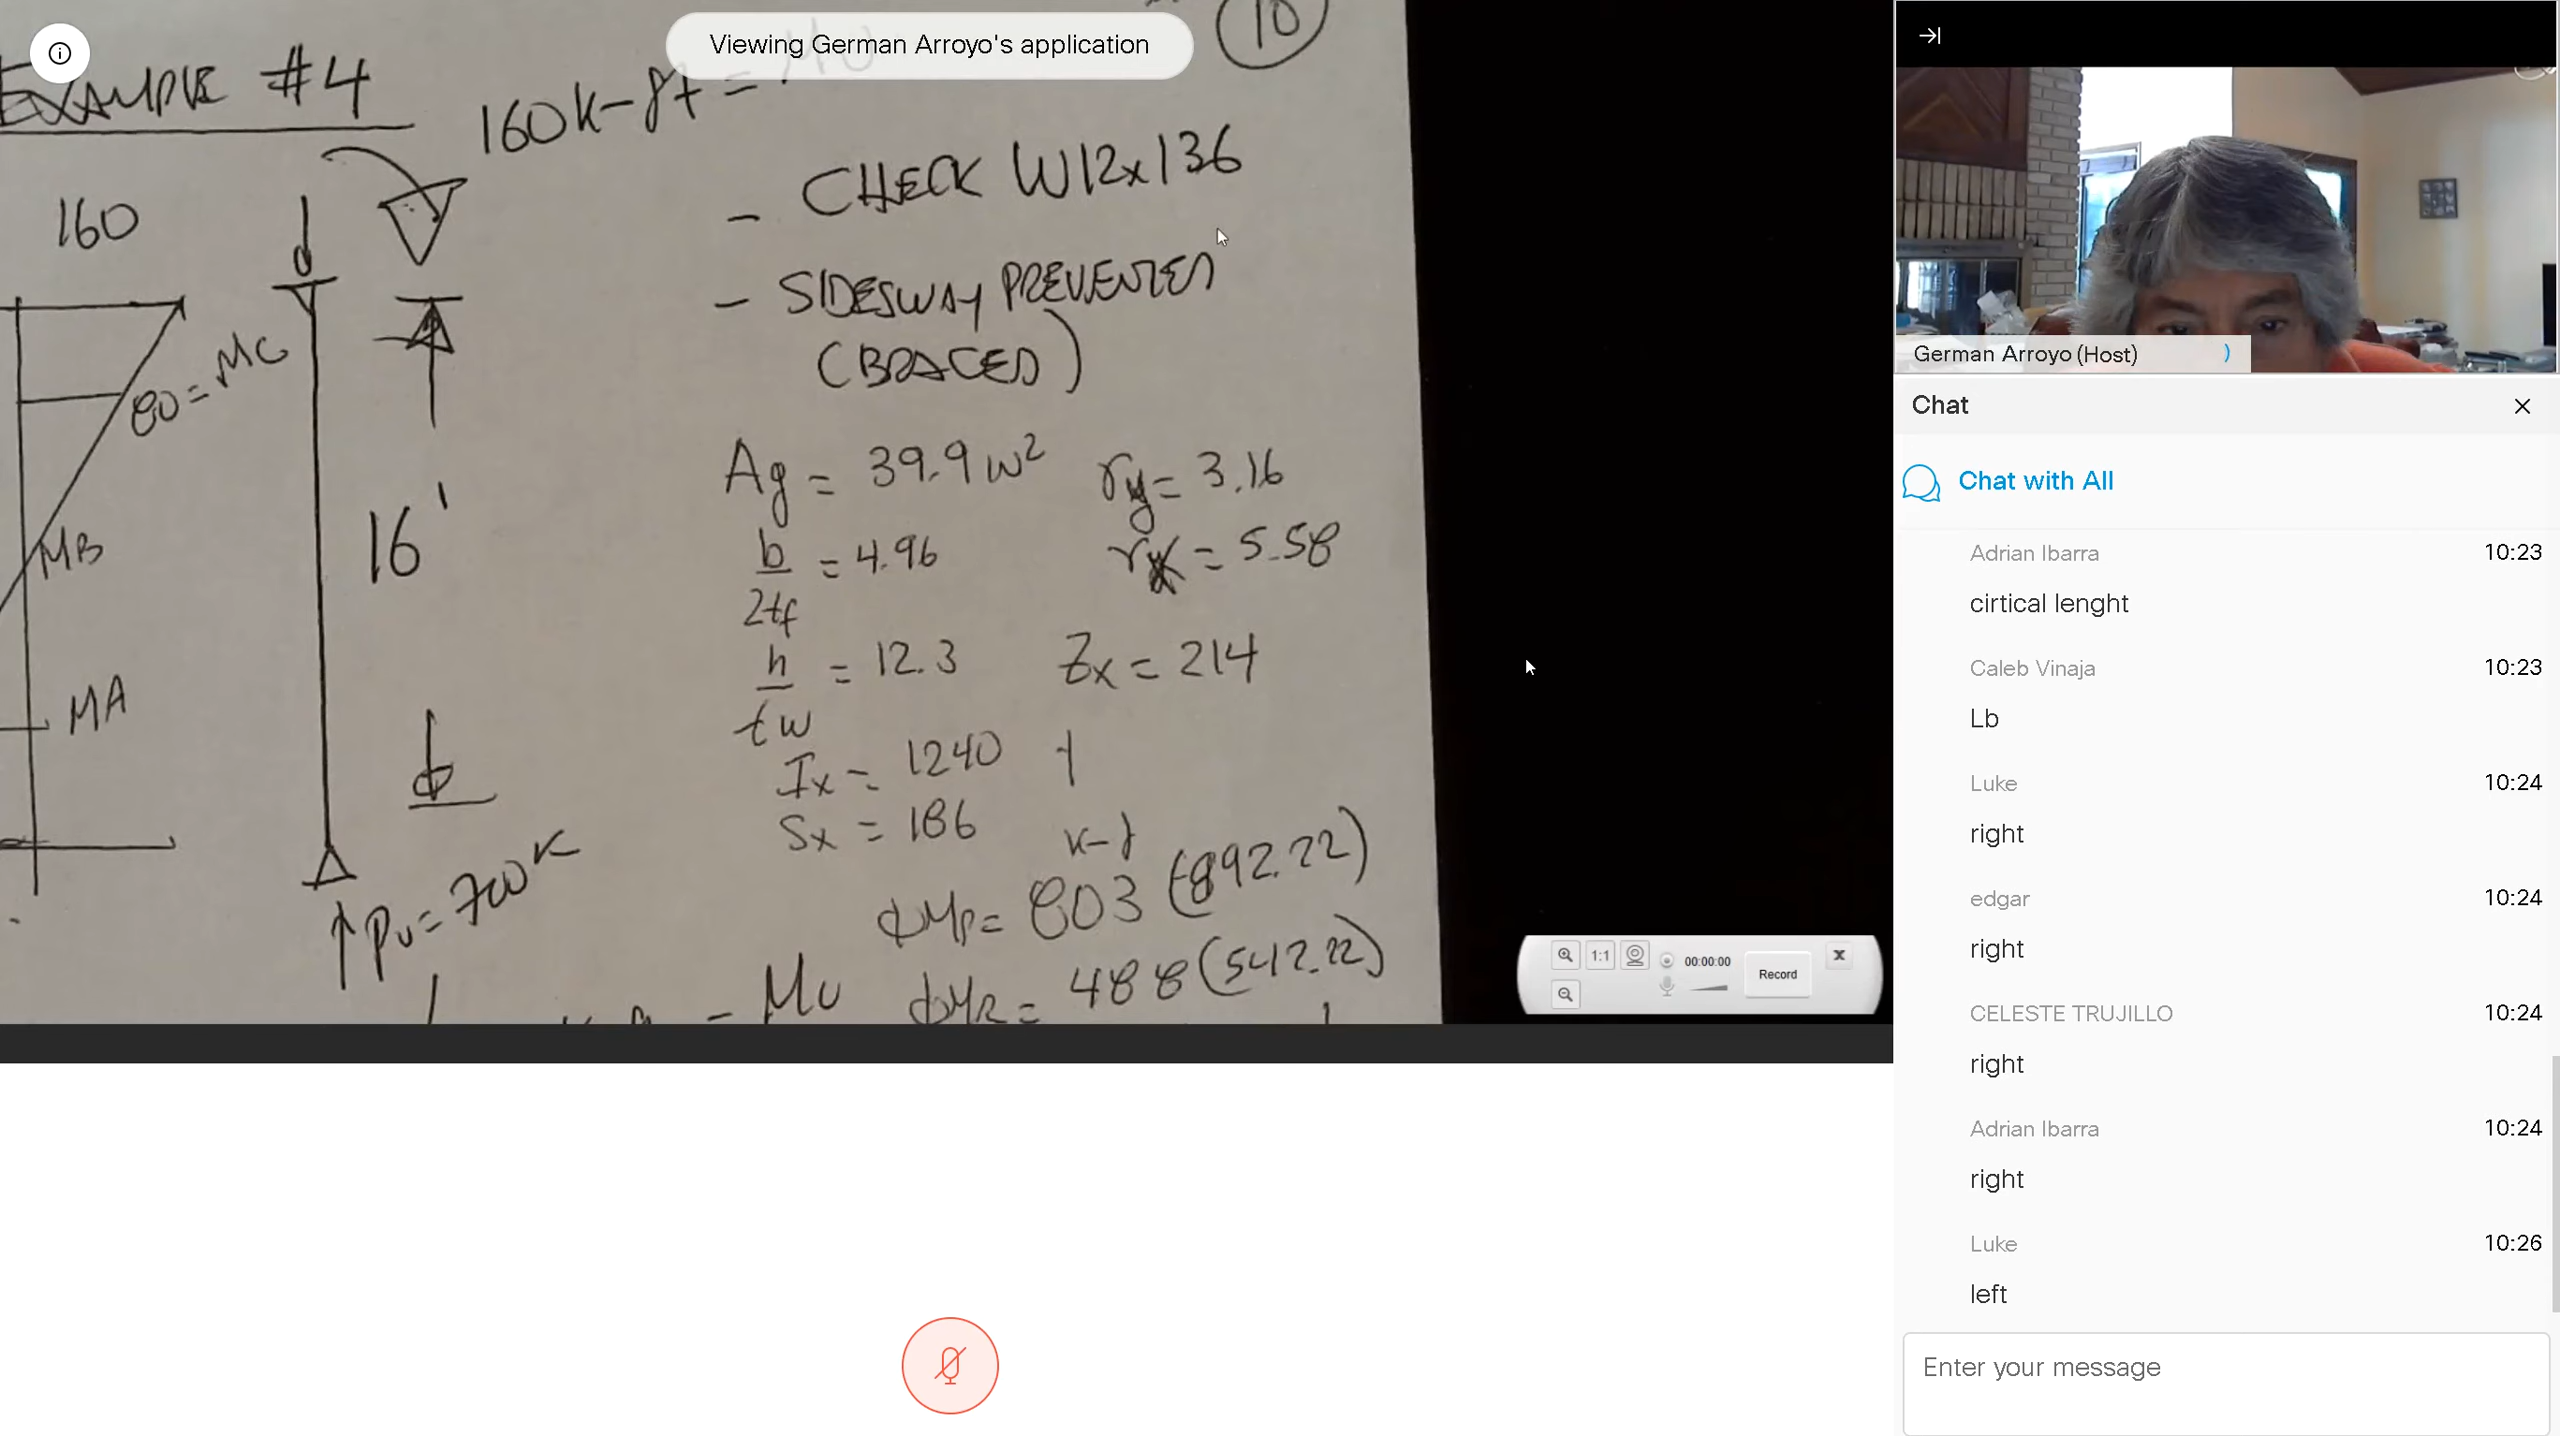 Viewing German Arroyo's application
10
EXAMPLE #4
160k-ft =
160
- CHECK W12x136
- SIDESWAY PREVENTED
(BRACED)
80 = MC
16'
MB
MA
Ag = 39.9 in²
ry = 3.16
b/2tf = 4.96
rx = 5.58
h/tw = 12.3
Zx = 214
Ix = 1240
Sx = 186
k-f
ϕMp = 803 (892.22)
ϕMR = 488 (542.22)
↑ Pu = 700 K
- Mu
German Arroyo (Host)
Chat
Chat with All
Adrian Ibarra 10:23
cirtical lenght
Caleb Vinaja 10:23
Lb
Luke 10:24
right
edgar 10:24
right
CELESTE TRUJILLO 10:24
right
Adrian Ibarra 10:24
right
Luke 10:26
left
Enter your message
1:1
00:00:00
Record